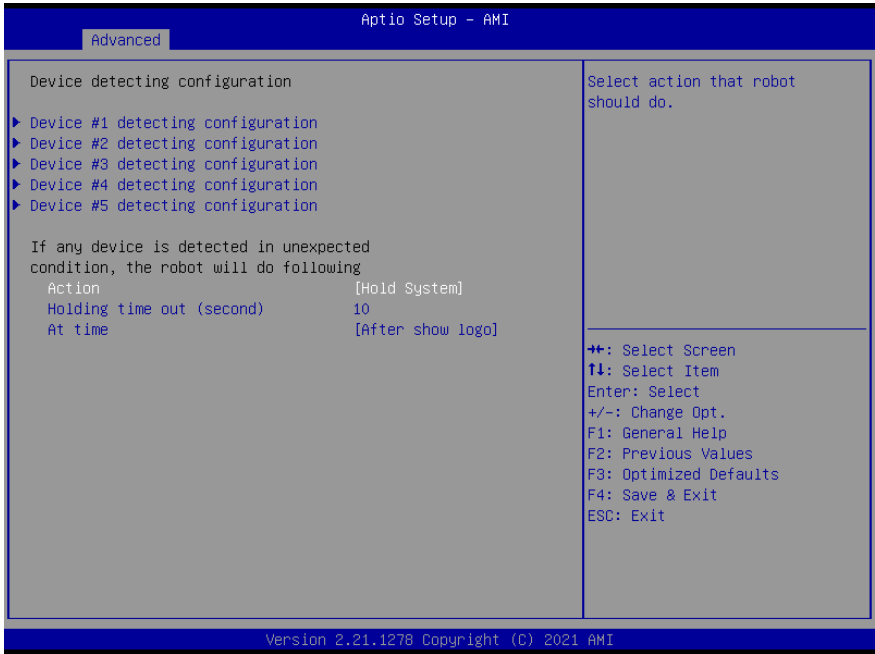 Aptio Setup - AMI
Advanced
Device detecting configuration
Device #1 detecting configuration
Device #2 detecting configuration
Device #3 detecting configuration
Device #4 detecting configuration
Device #5 detecting configuration
If any device is detected in unexpected
condition, the robot will do following
Action [Hold System]
Holding time out (second) 10
At time [After show logo]
Select action that robot
should do.
→←: Select Screen
↑↓: Select Item
Enter: Select
+/-: Change Opt.
F1: General Help
F2: Previous Values
F3: Optimized Defaults
F4: Save & Exit
ESC: Exit
Version 2.21.1278 Copyright (C) 2021 AMI